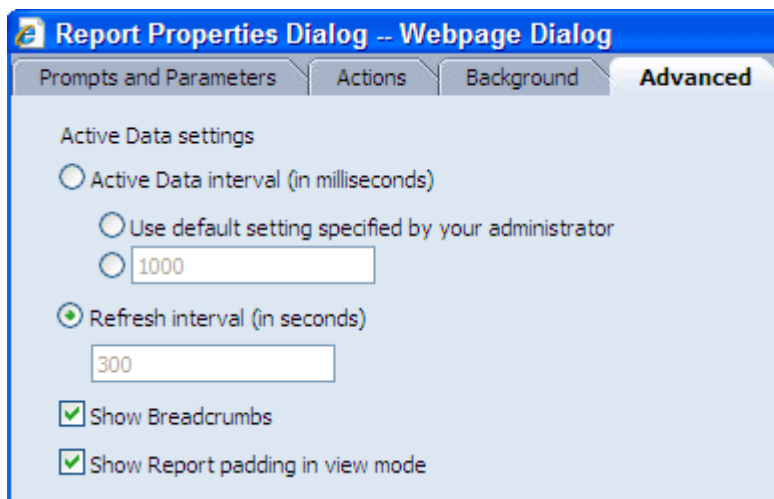 Report Properties Dialog -- Webpage Dialog
Prompts and Parameters Actions Background Advanced
Active Data settings
Active Data interval (in milliseconds)
Use default setting specified by your administrator
1000
Refresh interval (in seconds)
300
Show Breadcrumbs
Show Report padding in view mode